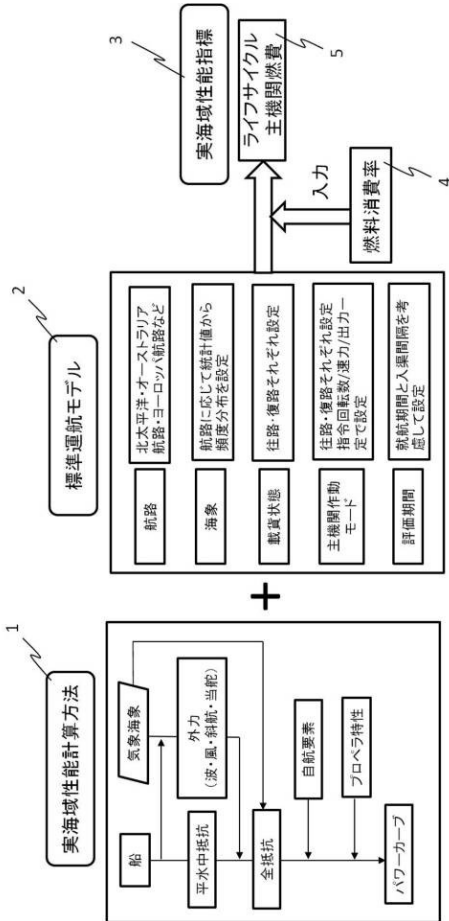 1
実海域性能計算方法
船
気象海象
平水中抵抗
外力
(波・風・斜航・当舵)
全抵抗
自航要素
プロペラ特性
パワーカーブ
+
2
標準運航モデル
航路
北太平洋・オーストラリア
航路・ヨーロッパ航路など
海象
航路に応じて統計値から
頻度分布を設定
載貨状態
往路・復路それぞれ設定
主機関作動
モード
往路・復路それぞれ設定
指令回転数/速力/出力一
定で設定
評価期間
就航期間と入渠間隔を考
慮して設定
3
実海域性能指標
ライフサイクル
主機関燃費
5
入力
燃料消費率
4